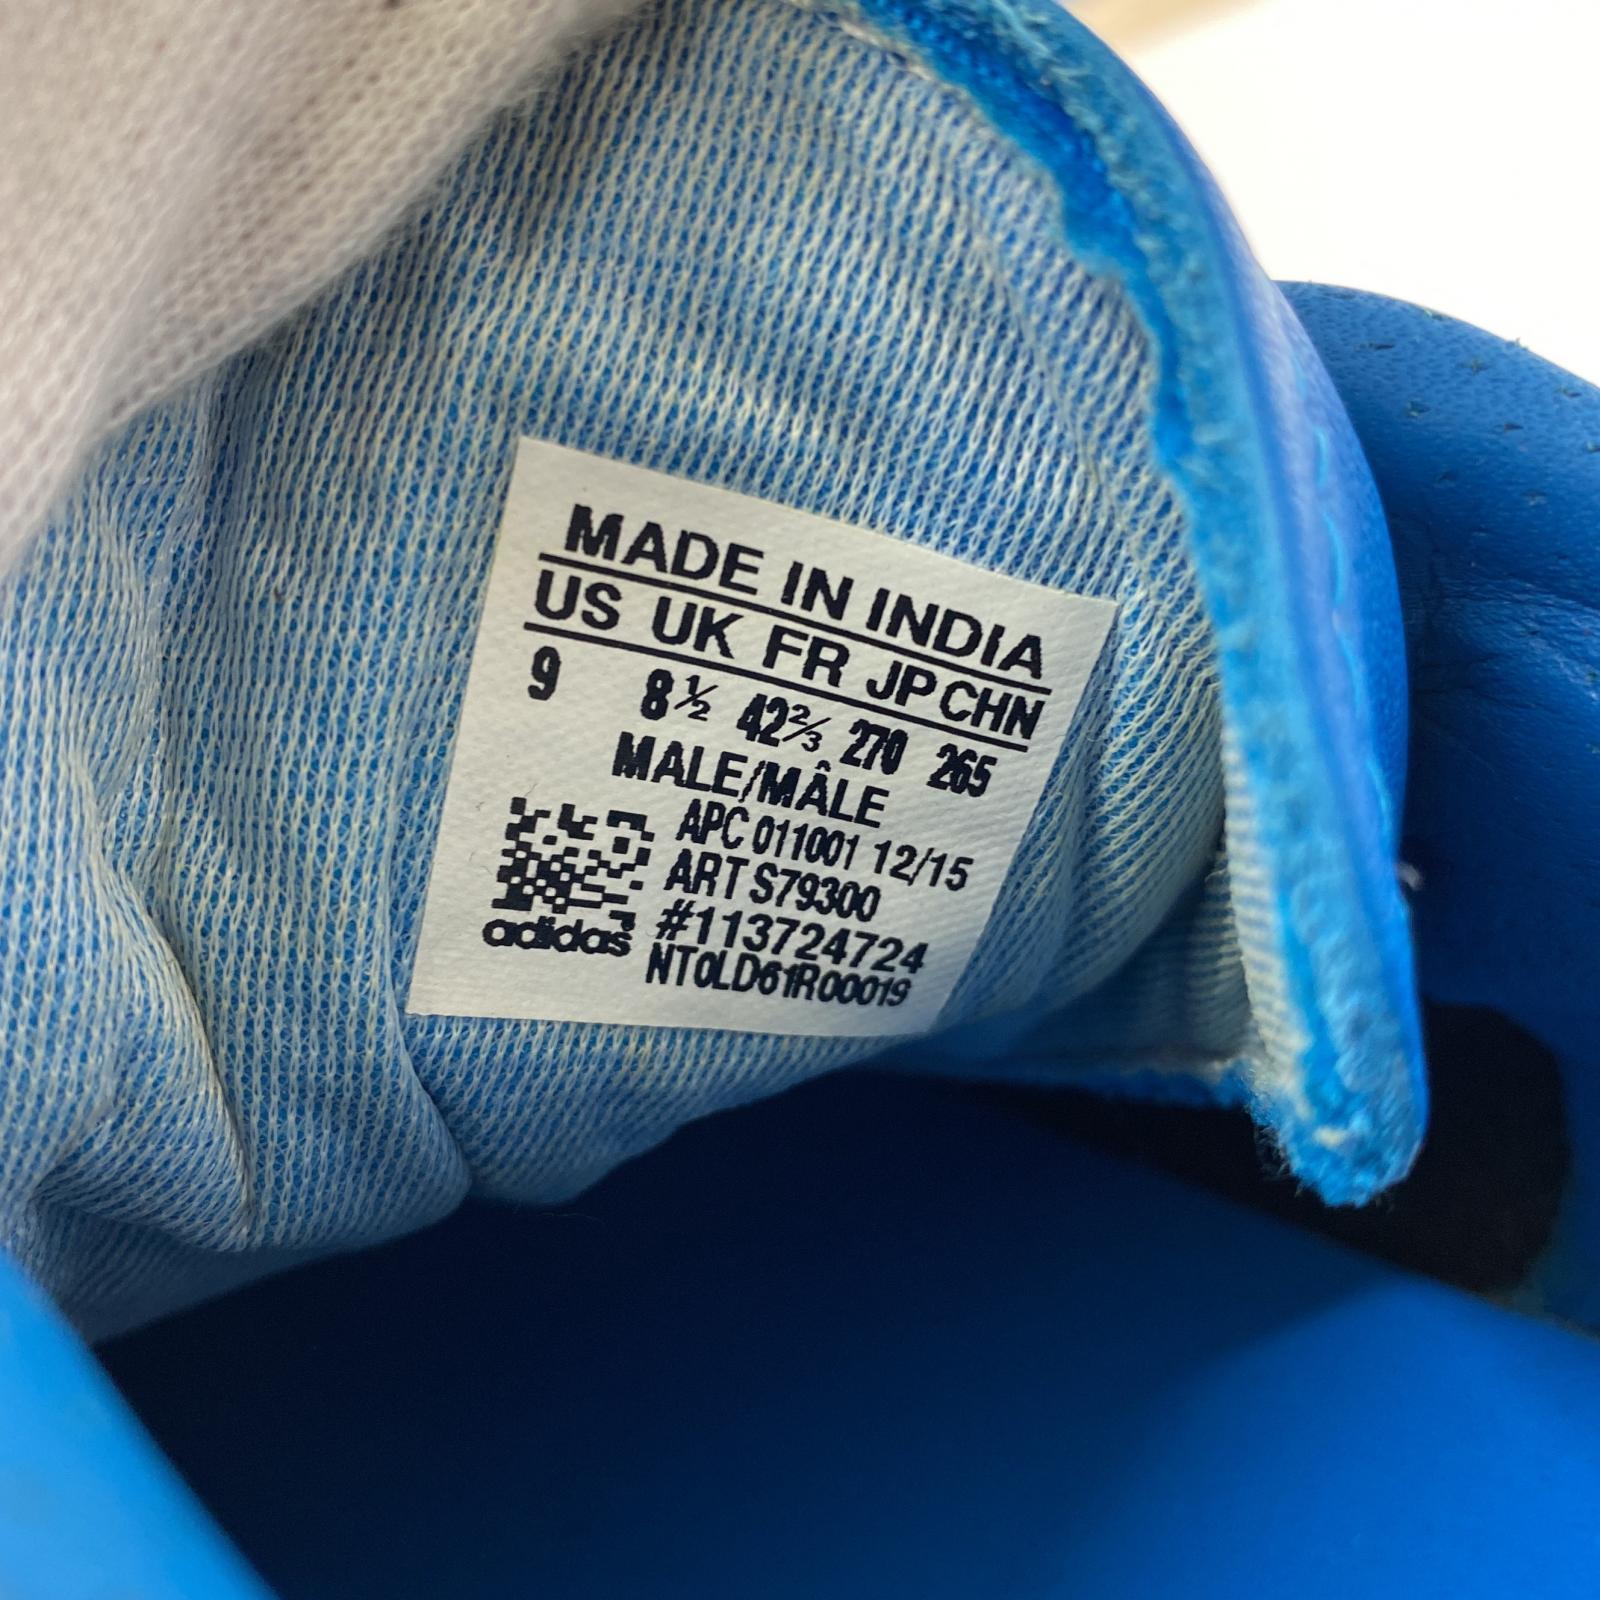 MADE IN INDIA
US UK FR JP CHN
9 8½ 42⅔ 270 265
MALE/MÂLE
APC 011001 12/15
ART S79300
#113724724
adidas NT0LD61R00019